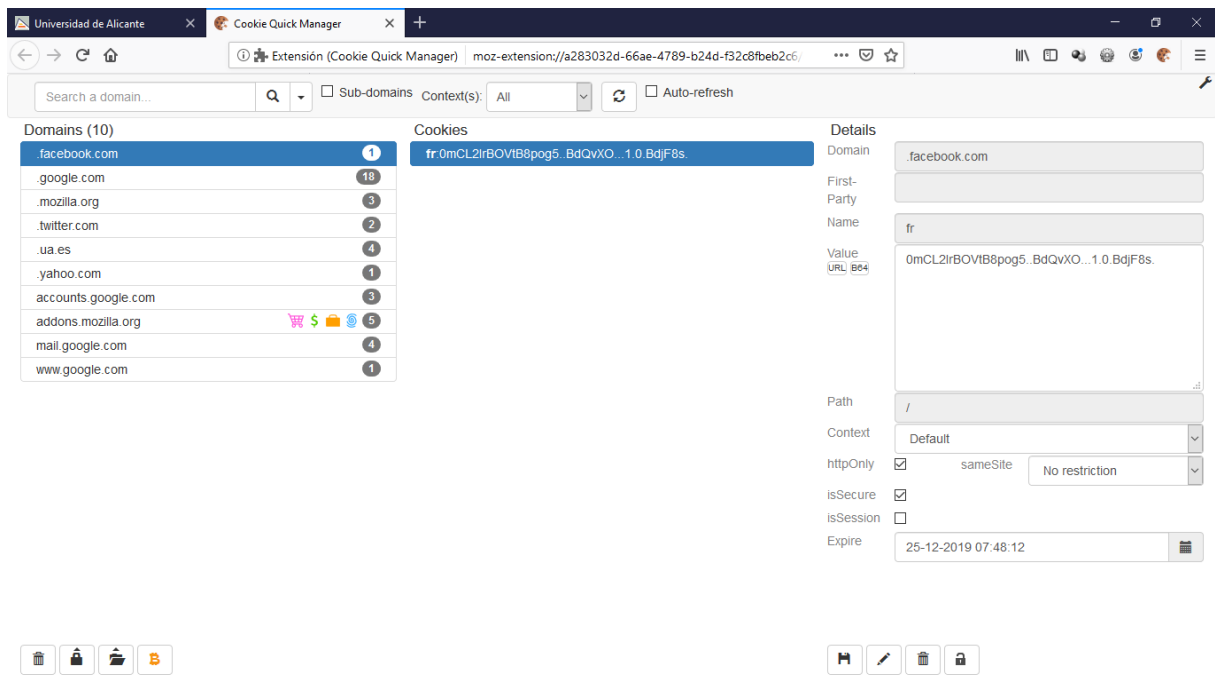 Universidad de Alicante
Cookie Quick Manager
Extensión (Cookie Quick Manager) moz-extension://a283032d-66ae-4789-b24d-f32c8fbeb2c6/
Search a domain... Sub-domains Context(s): All Auto-refresh
Domains (10)
.facebook.com 1
.google.com 18
.mozilla.org 3
.twitter.com 2
.ua.es 4
.yahoo.com 1
accounts.google.com 3
addons.mozilla.org $ 5
mail.google.com 4
www.google.com 1
Cookies
fr:0mCL2lrBOVtB8pog5..BdQvXO...1.0.BdjF8s.
Details
Domain .facebook.com
First-
Party
Name fr
Value 0mCL2lrBOVtB8pog5..BdQvXO...1.0.BdjF8s.
URL B64
Path /
Context Default
httpOnly sameSite No restriction
isSecure
isSession
Expire 25-12-2019 07:48:12